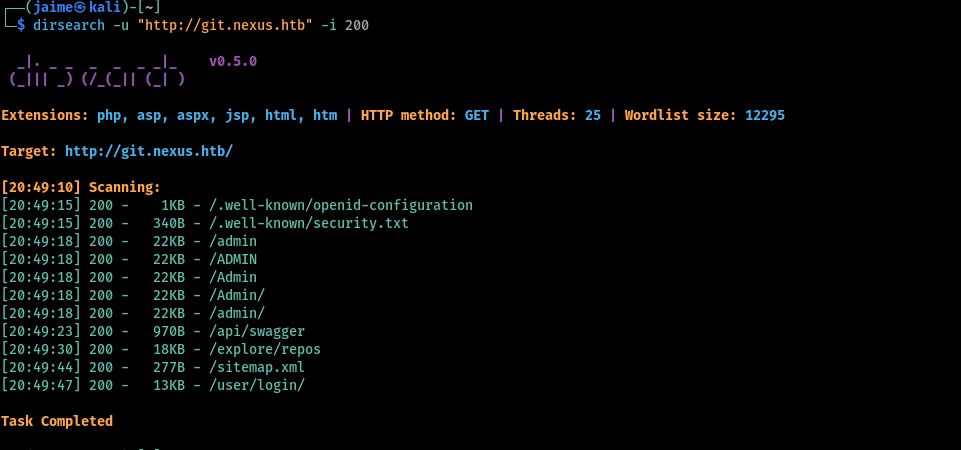 (jaime㉿kali)-[~]
$ dirsearch -u "http://git.nexus.htb" -i 200
_|. _ _  _  _  _ _|_    v0.5.0
(_||| _) (/_(_|| (_| )
Extensions: php, asp, aspx, jsp, html, htm | HTTP method: GET | Threads: 25 | Wordlist size: 12295
Target: http://git.nexus.htb/
[20:49:10] Scanning:
[20:49:15] 200 -    1KB - /.well-known/openid-configuration
[20:49:15] 200 -   340B - /.well-known/security.txt
[20:49:18] 200 -   22KB - /admin
[20:49:18] 200 -   22KB - /ADMIN
[20:49:18] 200 -   22KB - /Admin
[20:49:18] 200 -   22KB - /Admin/
[20:49:18] 200 -   22KB - /admin/
[20:49:23] 200 -   970B - /api/swagger
[20:49:30] 200 -   18KB - /explore/repos
[20:49:44] 200 -   277B - /sitemap.xml
[20:49:47] 200 -   13KB - /user/login/
Task Completed